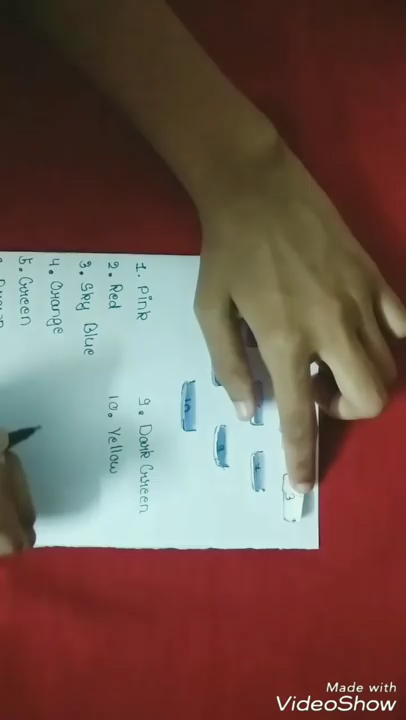 1. Pink
2. Red
3. Sky Blue
4. Orange
5. Green
9. Dark Green
10. Yellow
3
Made with
VideoShow